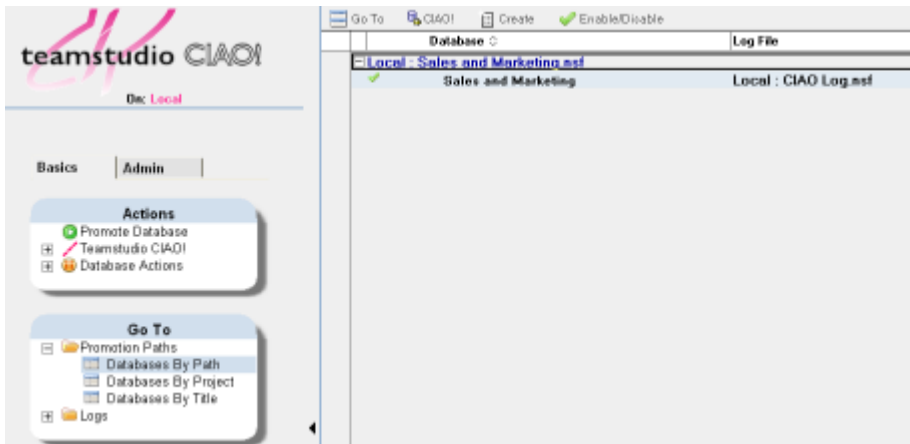 teamstudio CIAO!
On: Local
Basics Admin
Actions
Promote Database
Teamstudio CIAO!
Database Actions
Go To
Promotion Paths
Databases By Path
Databases By Project
Databases By Title
Logs
Go To CIAO! Create Enable/Disable
Database Log File
Local : Sales and Marketing.nsf
Sales and Marketing Local : CIAO Log.nsf